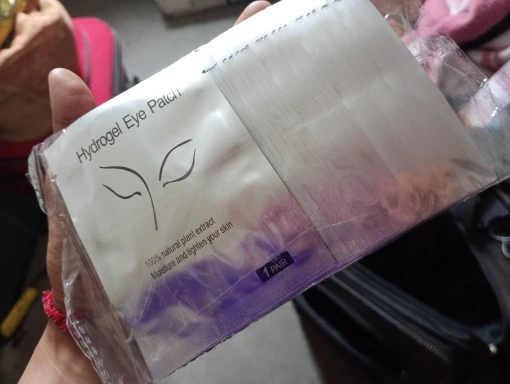 Hydrogel Eye Patch
100% natural plant extract
Moisture and tighten your skin
1 PAIR